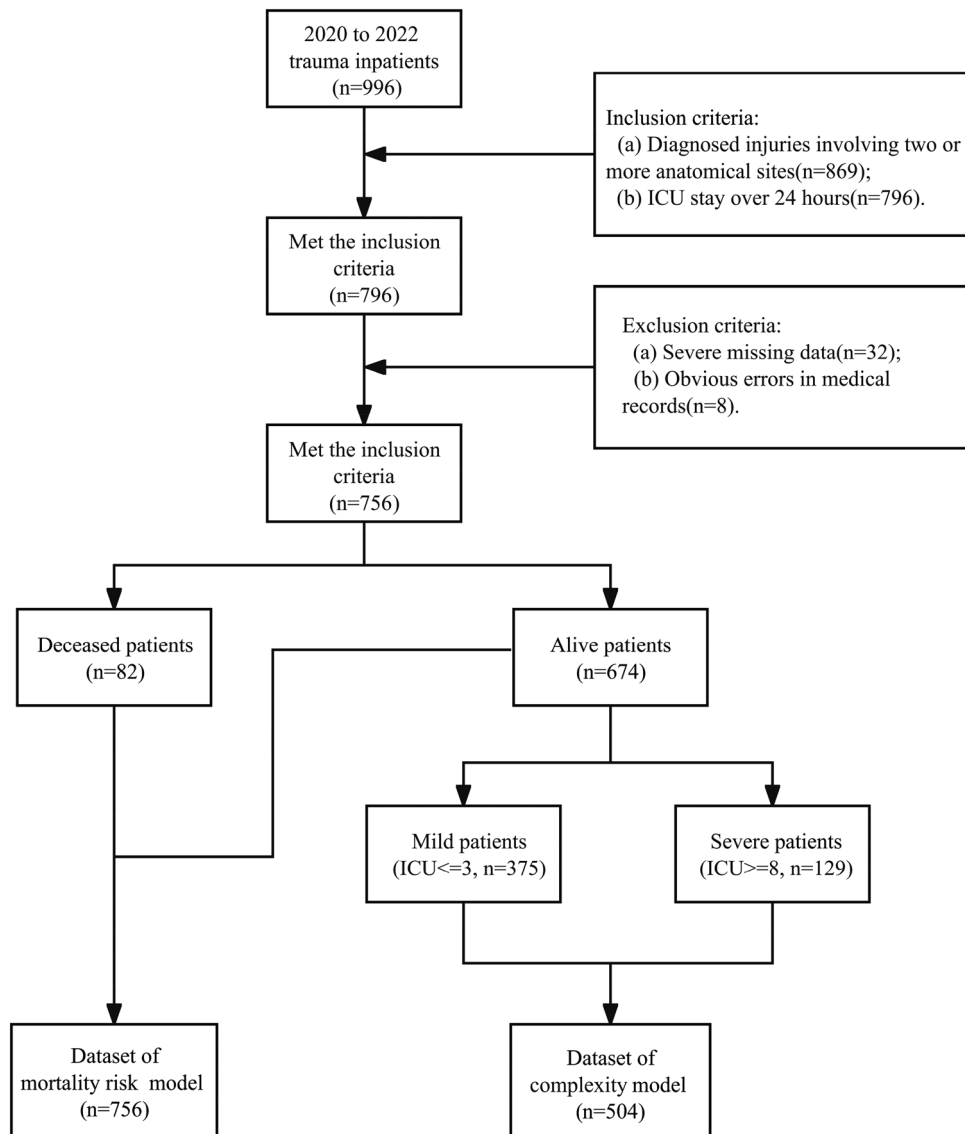 2020 to 2022
trauma inpatients
(n=996)
Inclusion criteria:
(a) Diagnosed injuries involving two or
more anatomical sites(n=869);
(b) ICU stay over 24 hours(n=796).
Met the inclusion
criteria
(n=796)
Exclusion criteria:
(a) Severe missing data(n=32);
(b) Obvious errors in medical
records(n=8).
Met the inclusion
criteria
(n=756)
Deceased patients
(n=82)
Alive patients
(n=674)
Mild patients
(ICU<=3, n=375)
Severe patients
(ICU>=8, n=129)
Dataset of
mortality risk model
(n=756)
Dataset of
complexity model
(n=504)